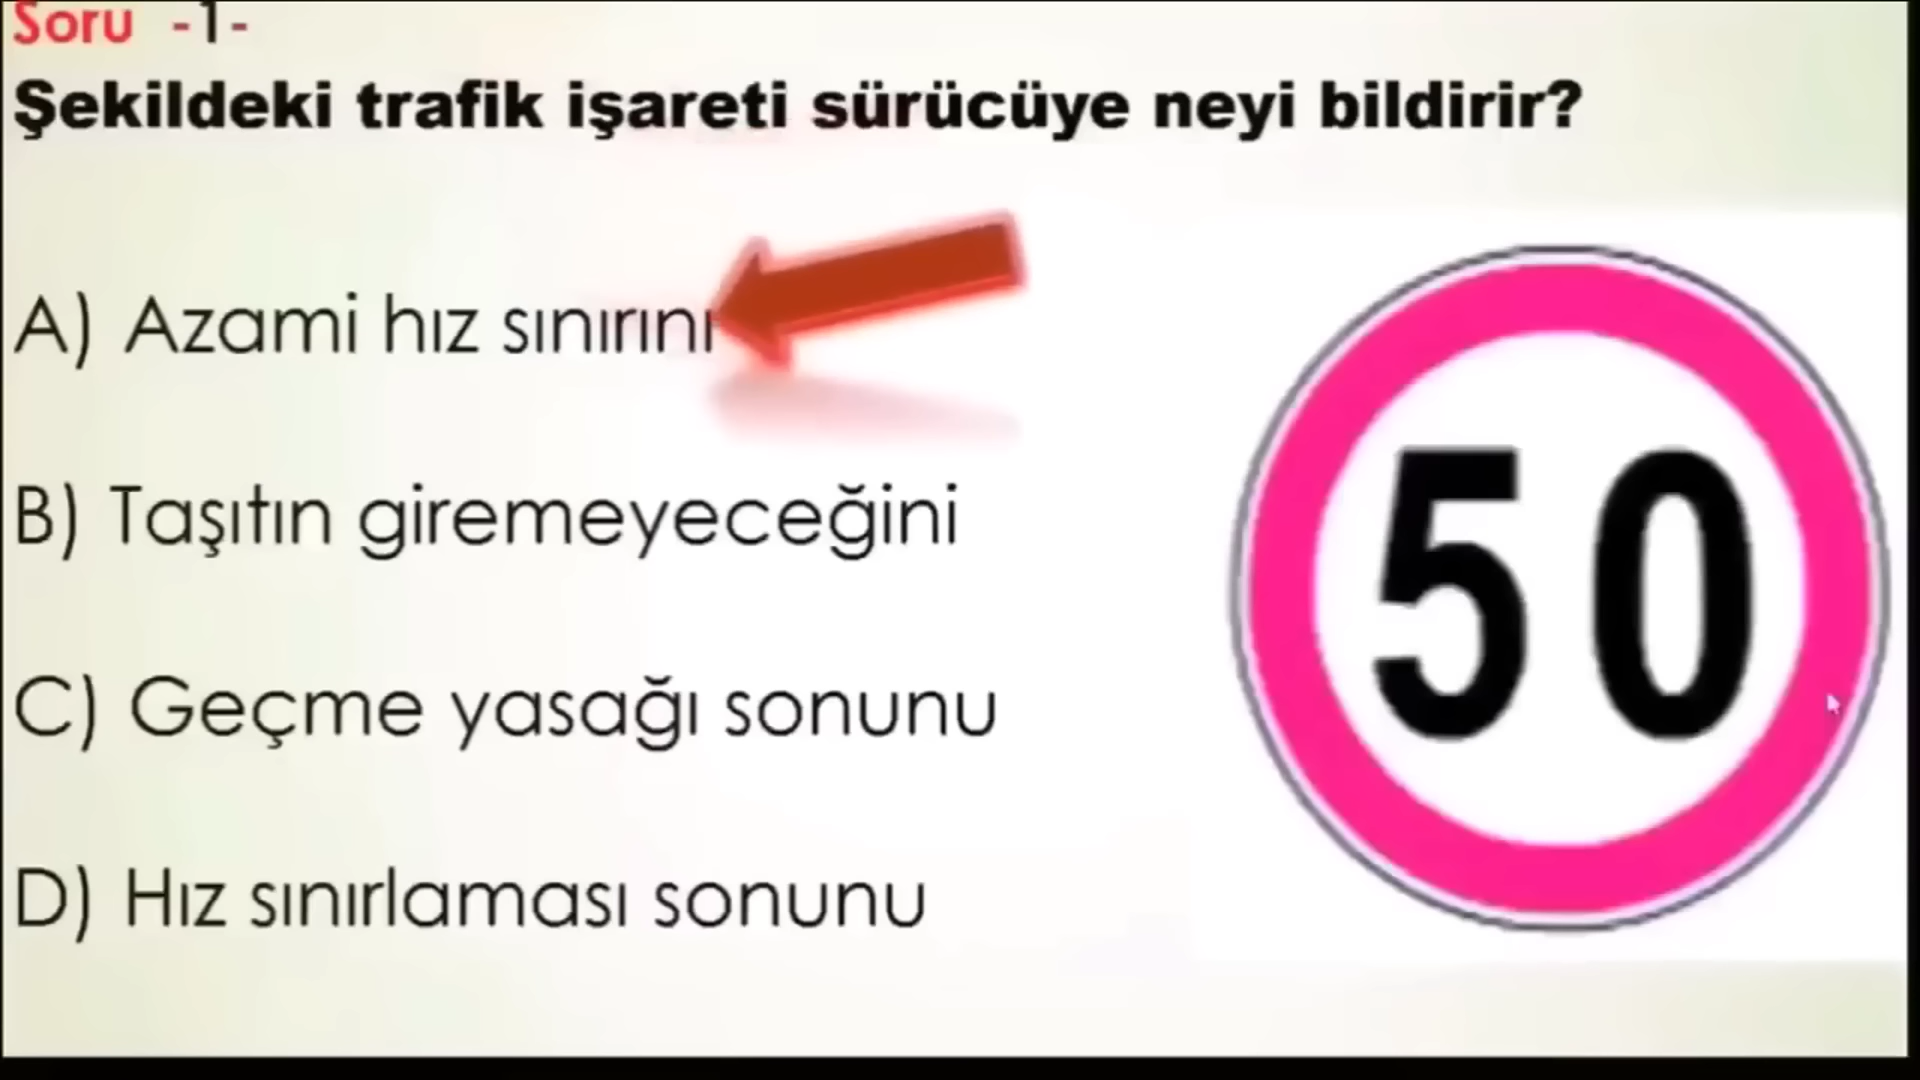 Soru -1-
Şekildeki trafik işareti sürücüye neyi bildirir?
A) Azami hız sınırını
B) Taşıtın giremeyeceğini
C) Geçme yasağı sonunu
D) Hız sınırlaması sonunu
50